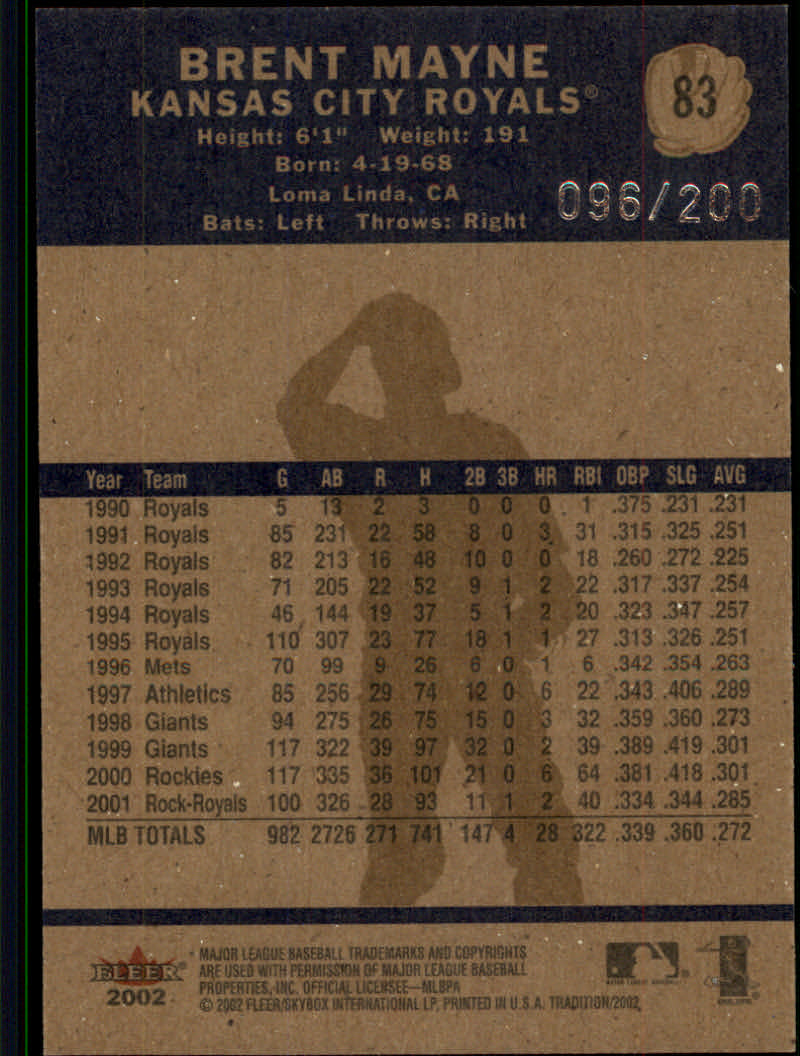 BRENT MAYNE
83
KANSAS CITY ROYALS®
Height: 6'1" Weight: 191
Born: 4-19-68
Loma Linda, CA
096/200
Bats: Left Throws: Right
Year Team G AB R H 2B 3B HR RBI OBP SLG AVG
1990 Royals 5 13 2 3 0 0 0 1 .375 .231 .231
1991 Royals 85 231 22 58 8 0 3 31 .315 .325 .251
1992 Royals 82 213 16 48 10 0 0 18 .260 .272 .225
1993 Royals 71 205 22 52 9 1 2 22 .317 .337 .254
1994 Royals 46 144 19 37 5 1 2 20 .323 .347 .257
1995 Royals 110 307 23 77 18 1 1 27 .313 .326 .251
1996 Mets 70 99 9 26 6 0 1 6 .342 .354 .263
1997 Athletics 85 256 29 74 12 0 6 22 .343 .406 .289
1998 Giants 94 275 26 75 15 0 3 32 .359 .360 .273
1999 Giants 117 322 39 97 32 0 2 39 .389 .419 .301
2000 Rockies 117 335 36 101 21 0 6 64 .381 .418 .301
2001 Rock-Royals 100 326 28 93 11 1 2 40 .334 .344 .285
MLB TOTALS 982 2726 271 741 147 4 28 322 .339 .360 .272
FLEER®
2002
MAJOR LEAGUE BASEBALL TRADEMARKS AND COPYRIGHTS
ARE USED WITH PERMISSION OF MAJOR LEAGUE BASEBALL
PROPERTIES, INC. OFFICIAL LICENSEE—MLBPA
© 2002 FLEER/SKYBOX INTERNATIONAL LP, PRINTED IN U.S.A. TRADITION/2002
MAJOR LEAGUE BASEBALL